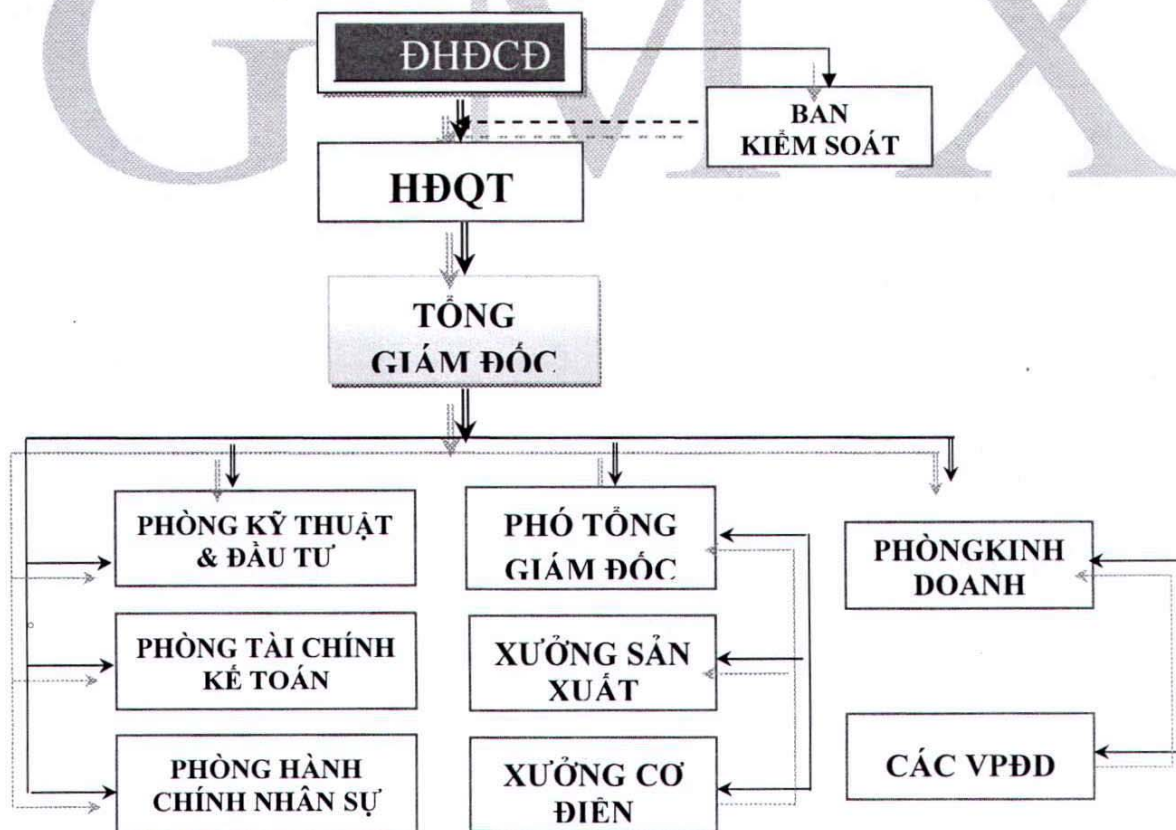 GMX
ĐHĐCĐ
BAN
KIỂM SOÁT
HĐQT
TỔNG
GIÁM ĐỐC
PHÒNG KỸ THUẬT
& ĐẦU TƯ
PHÓ TỔNG
GIÁM ĐỐC
PHÒNGKINH
DOANH
PHÒNG TÀI CHÍNH
KẾ TOÁN
XƯỞNG SẢN
XUẤT
PHÒNG HÀNH
CHÍNH NHÂN SỰ
XƯỞNG CƠ
ĐIỆN
CÁC VPĐD